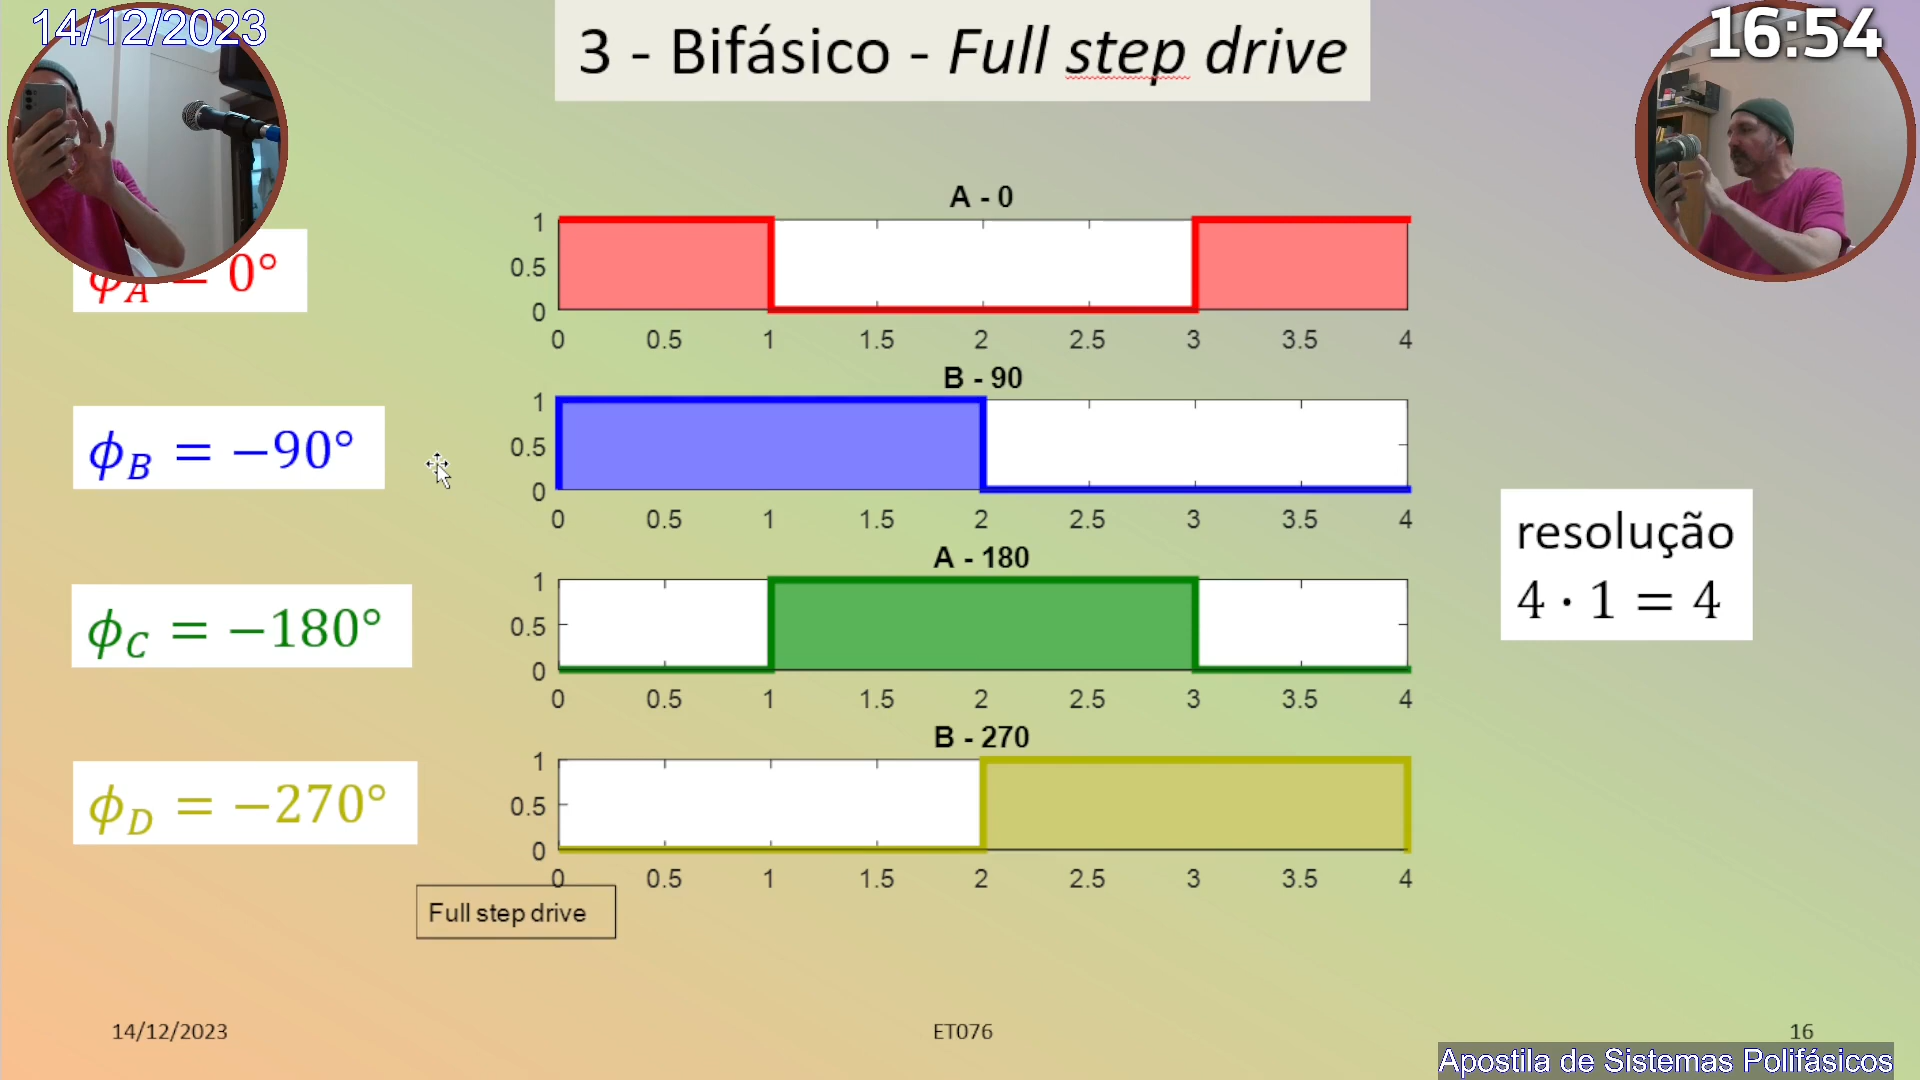 14/12/2023
16:54
3 - Bifásico - Full step drive
A - 0
1
0.5
0
0 0.5 1 1.5 2 2.5 3 3.5 4
ϕA = 0°
B - 90
1
0.5
0
0 0.5 1 1.5 2 2.5 3 3.5 4
ϕB = −90°
A - 180
1
0.5
0
0 0.5 1 1.5 2 2.5 3 3.5 4
ϕC = −180°
resolução
4 · 1 = 4
B - 270
1
0.5
0
0 0.5 1 1.5 2 2.5 3 3.5 4
ϕD = −270°
Full step drive
14/12/2023
ET076
16
Apostila de Sistemas Polifásicos